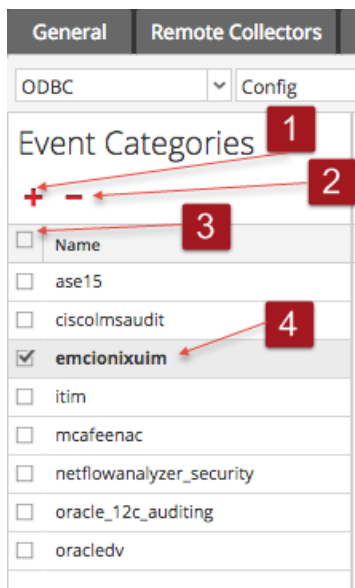 General Remote Collectors
ODBC Config
Event Categories
1
2
3
Name
ase15
ciscolmsaudit
4
emcionixuim
itim
mcafeenac
netflowanalyzer_security
oracle_12c_auditing
oracledv